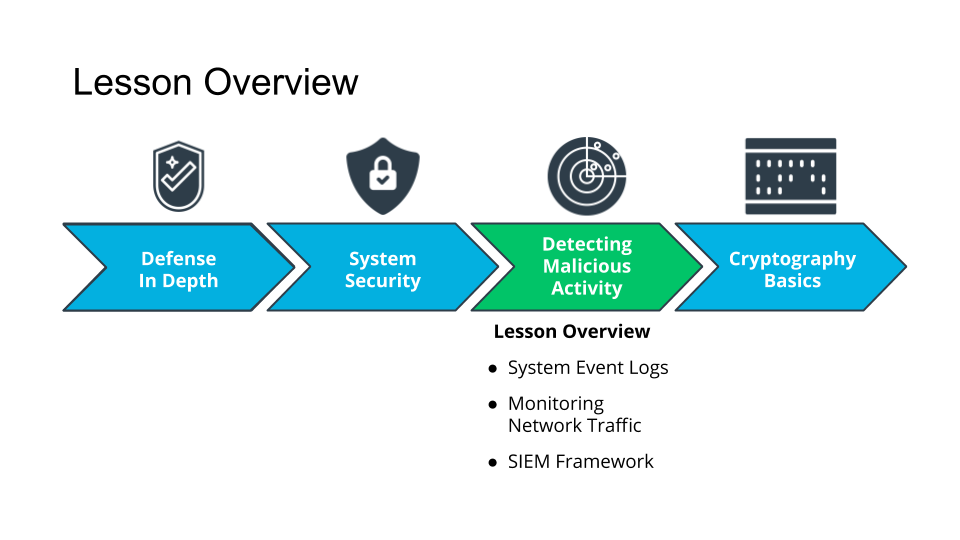 Lesson Overview
Defense
In Depth
System
Security
Detecting
Malicious
Activity
Cryptography
Basics
Lesson Overview
● System Event Logs
● Monitoring
Network Traffic
● SIEM Framework